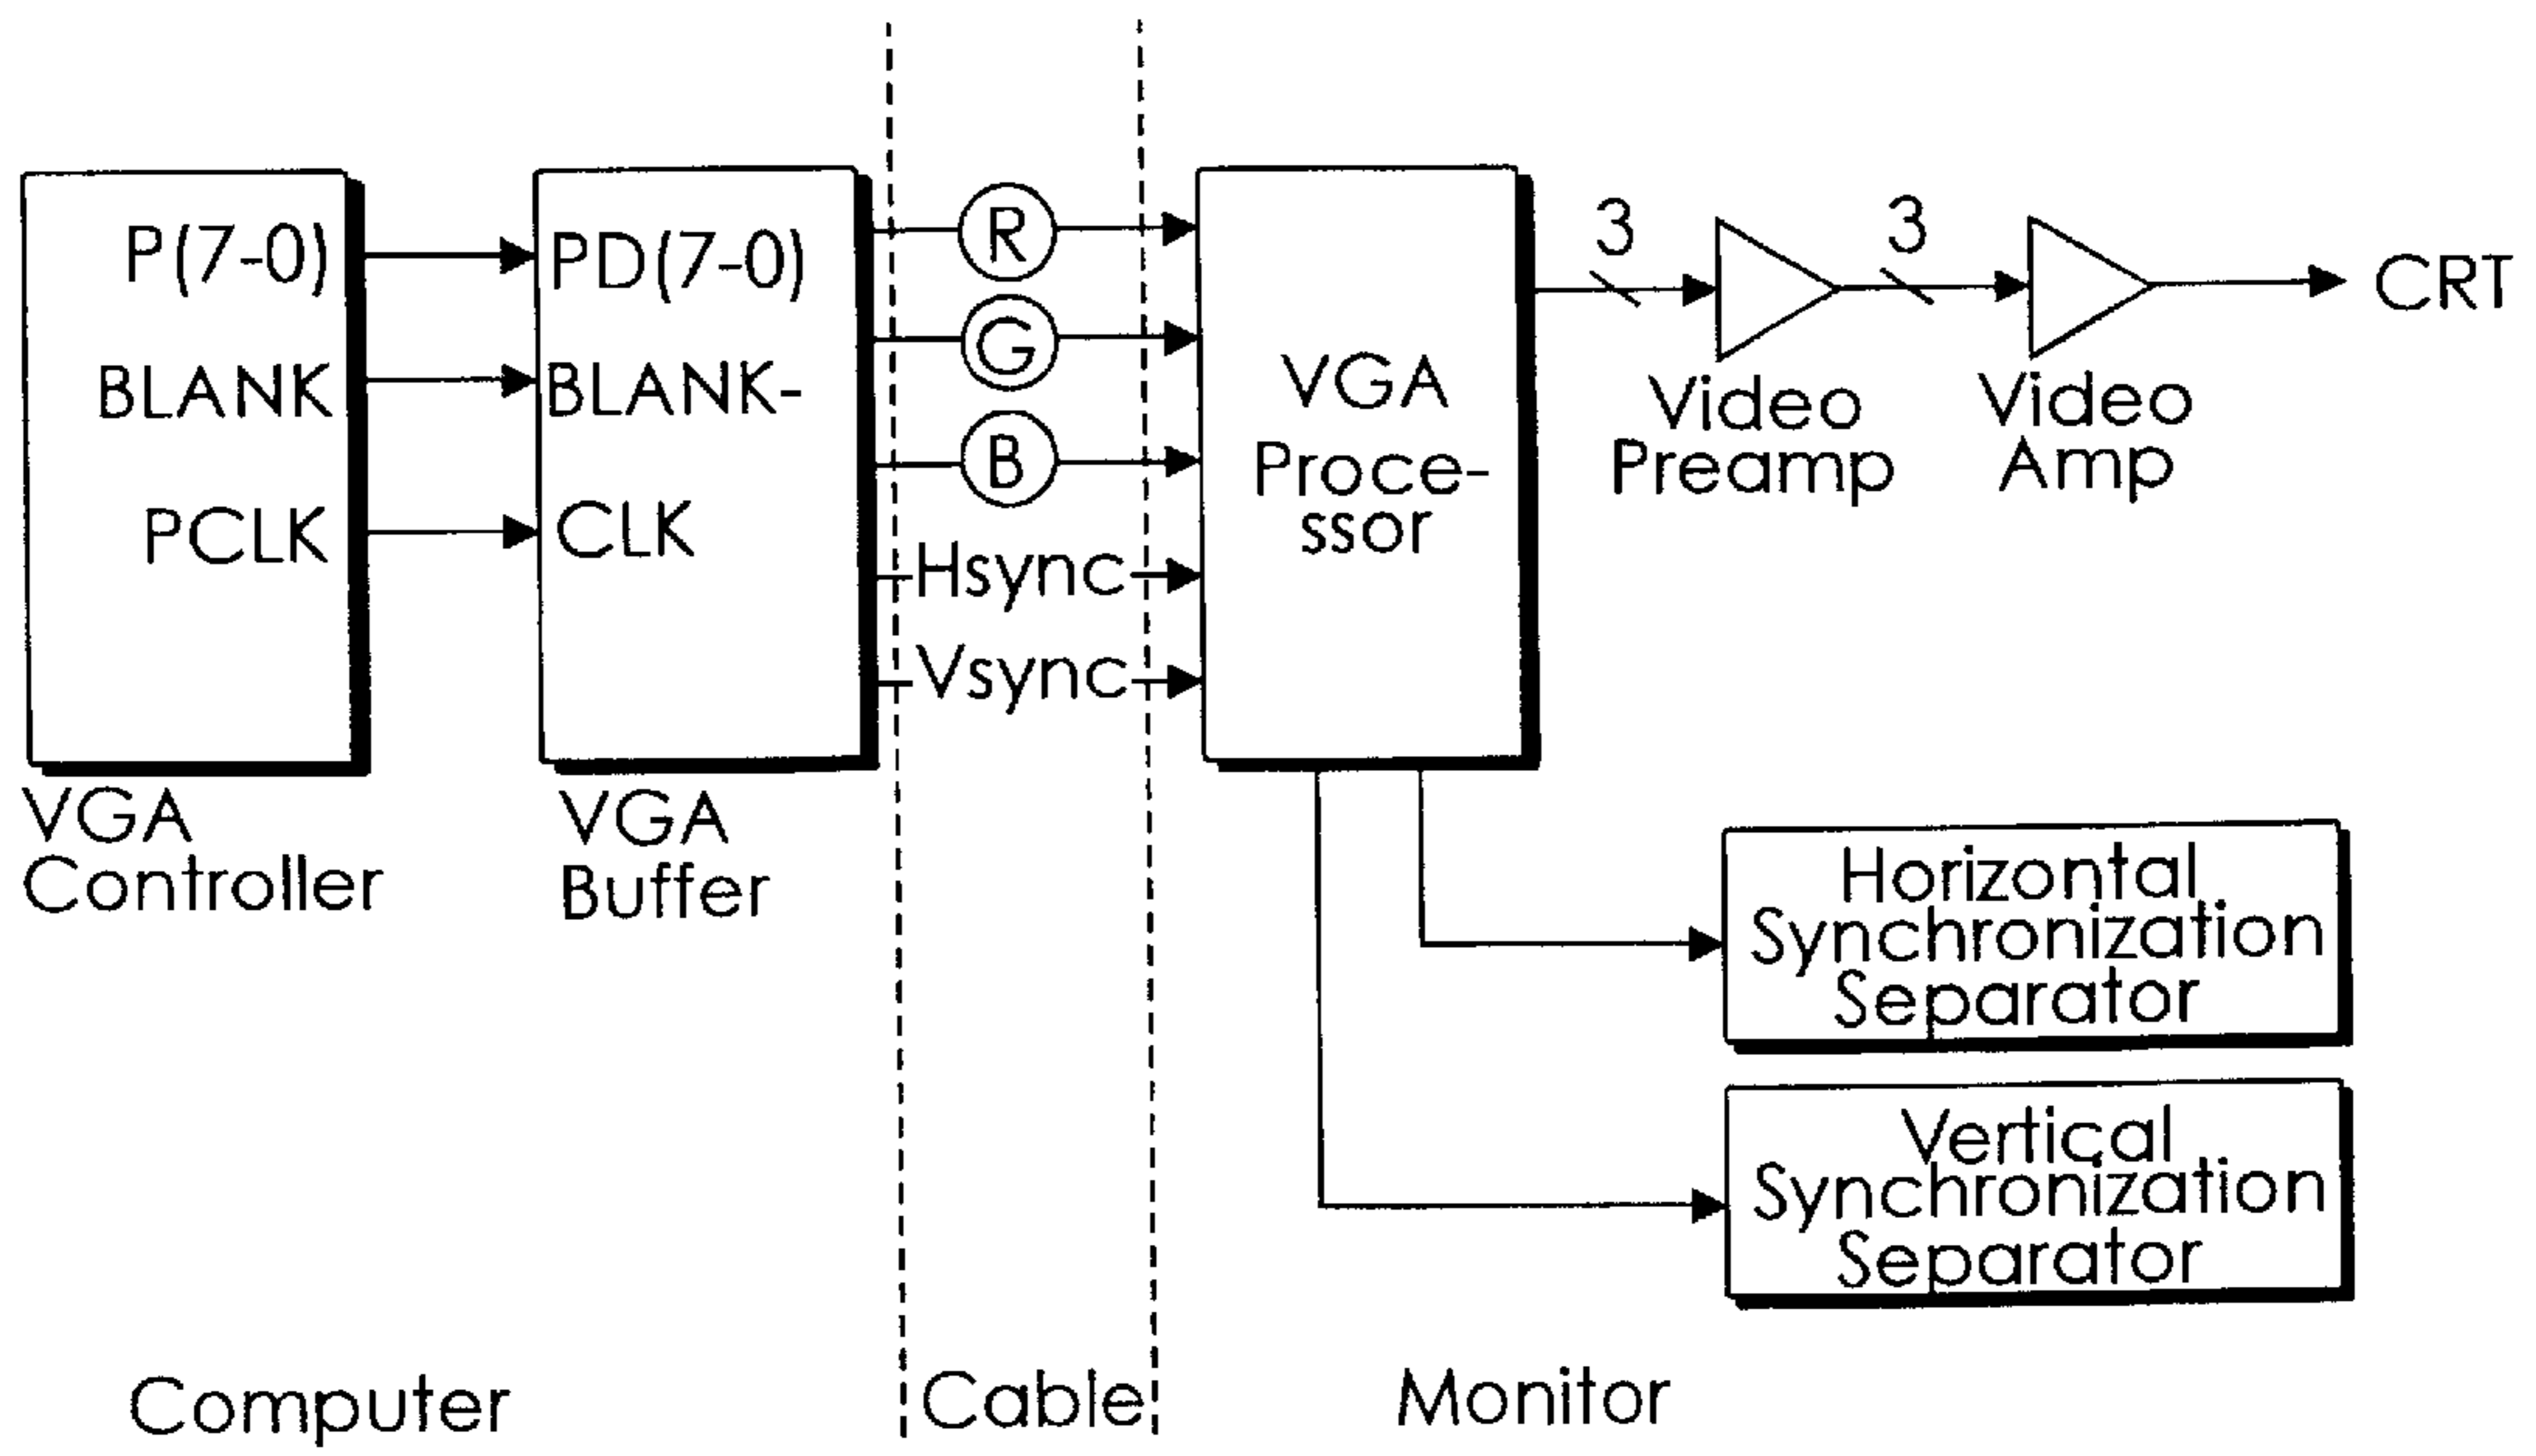 P(7-0)
BLANK
PCLK
VGA
Controller
PD(7-0)
BLANK-
CLK
VGA
Buffer
R
G
B
Hsync
Vsync
VGA
Proce-
ssor
3
3
CRT
Video
Preamp
Video
Amp
Horizontal
Synchronization
Separator
Vertical
Synchronization
Separator
Computer
Cable
Monitor